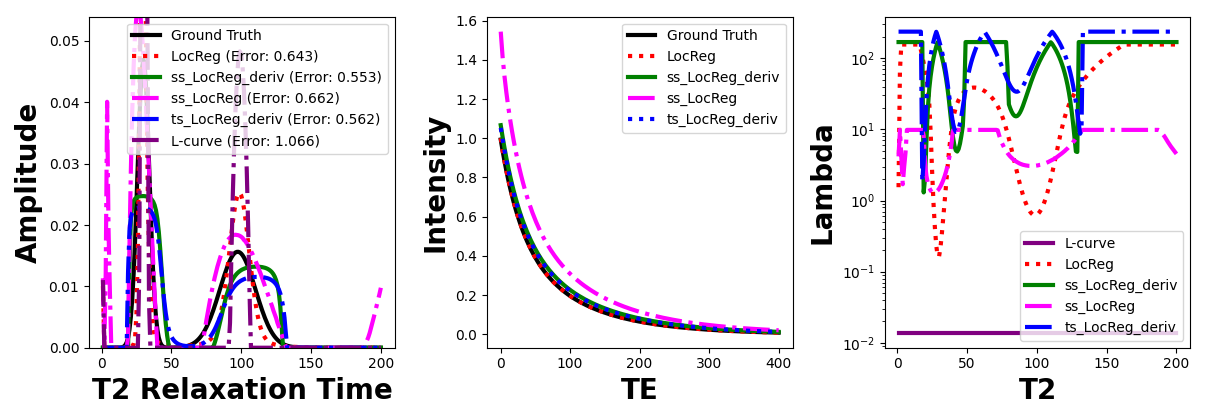 Amplitude
0.05
0.04
0.03
0.02
0.01
0.00
Ground Truth
LocReg (Error: 0.643)
ss_LocReg_deriv (Error: 0.553)
ss_LocReg (Error: 0.662)
ts_LocReg_deriv (Error: 0.562)
L-curve (Error: 1.066)
0 50 100 150 200
T2 Relaxation Time
Intensity
1.6
1.4
1.2
1.0
0.8
0.6
0.4
0.2
0.0
Ground Truth
LocReg
ss_LocReg_deriv
ss_LocReg
ts_LocReg_deriv
0 100 200 300 400
TE
Lambda
10²
10¹
10⁰
10⁻¹
10⁻²
L-curve
LocReg
ss_LocReg_deriv
ss_LocReg
ts_LocReg_deriv
0 50 100 150 200
T2